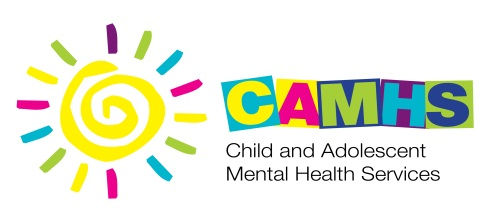 CAMHS
Child and Adolescent
Mental Health Services